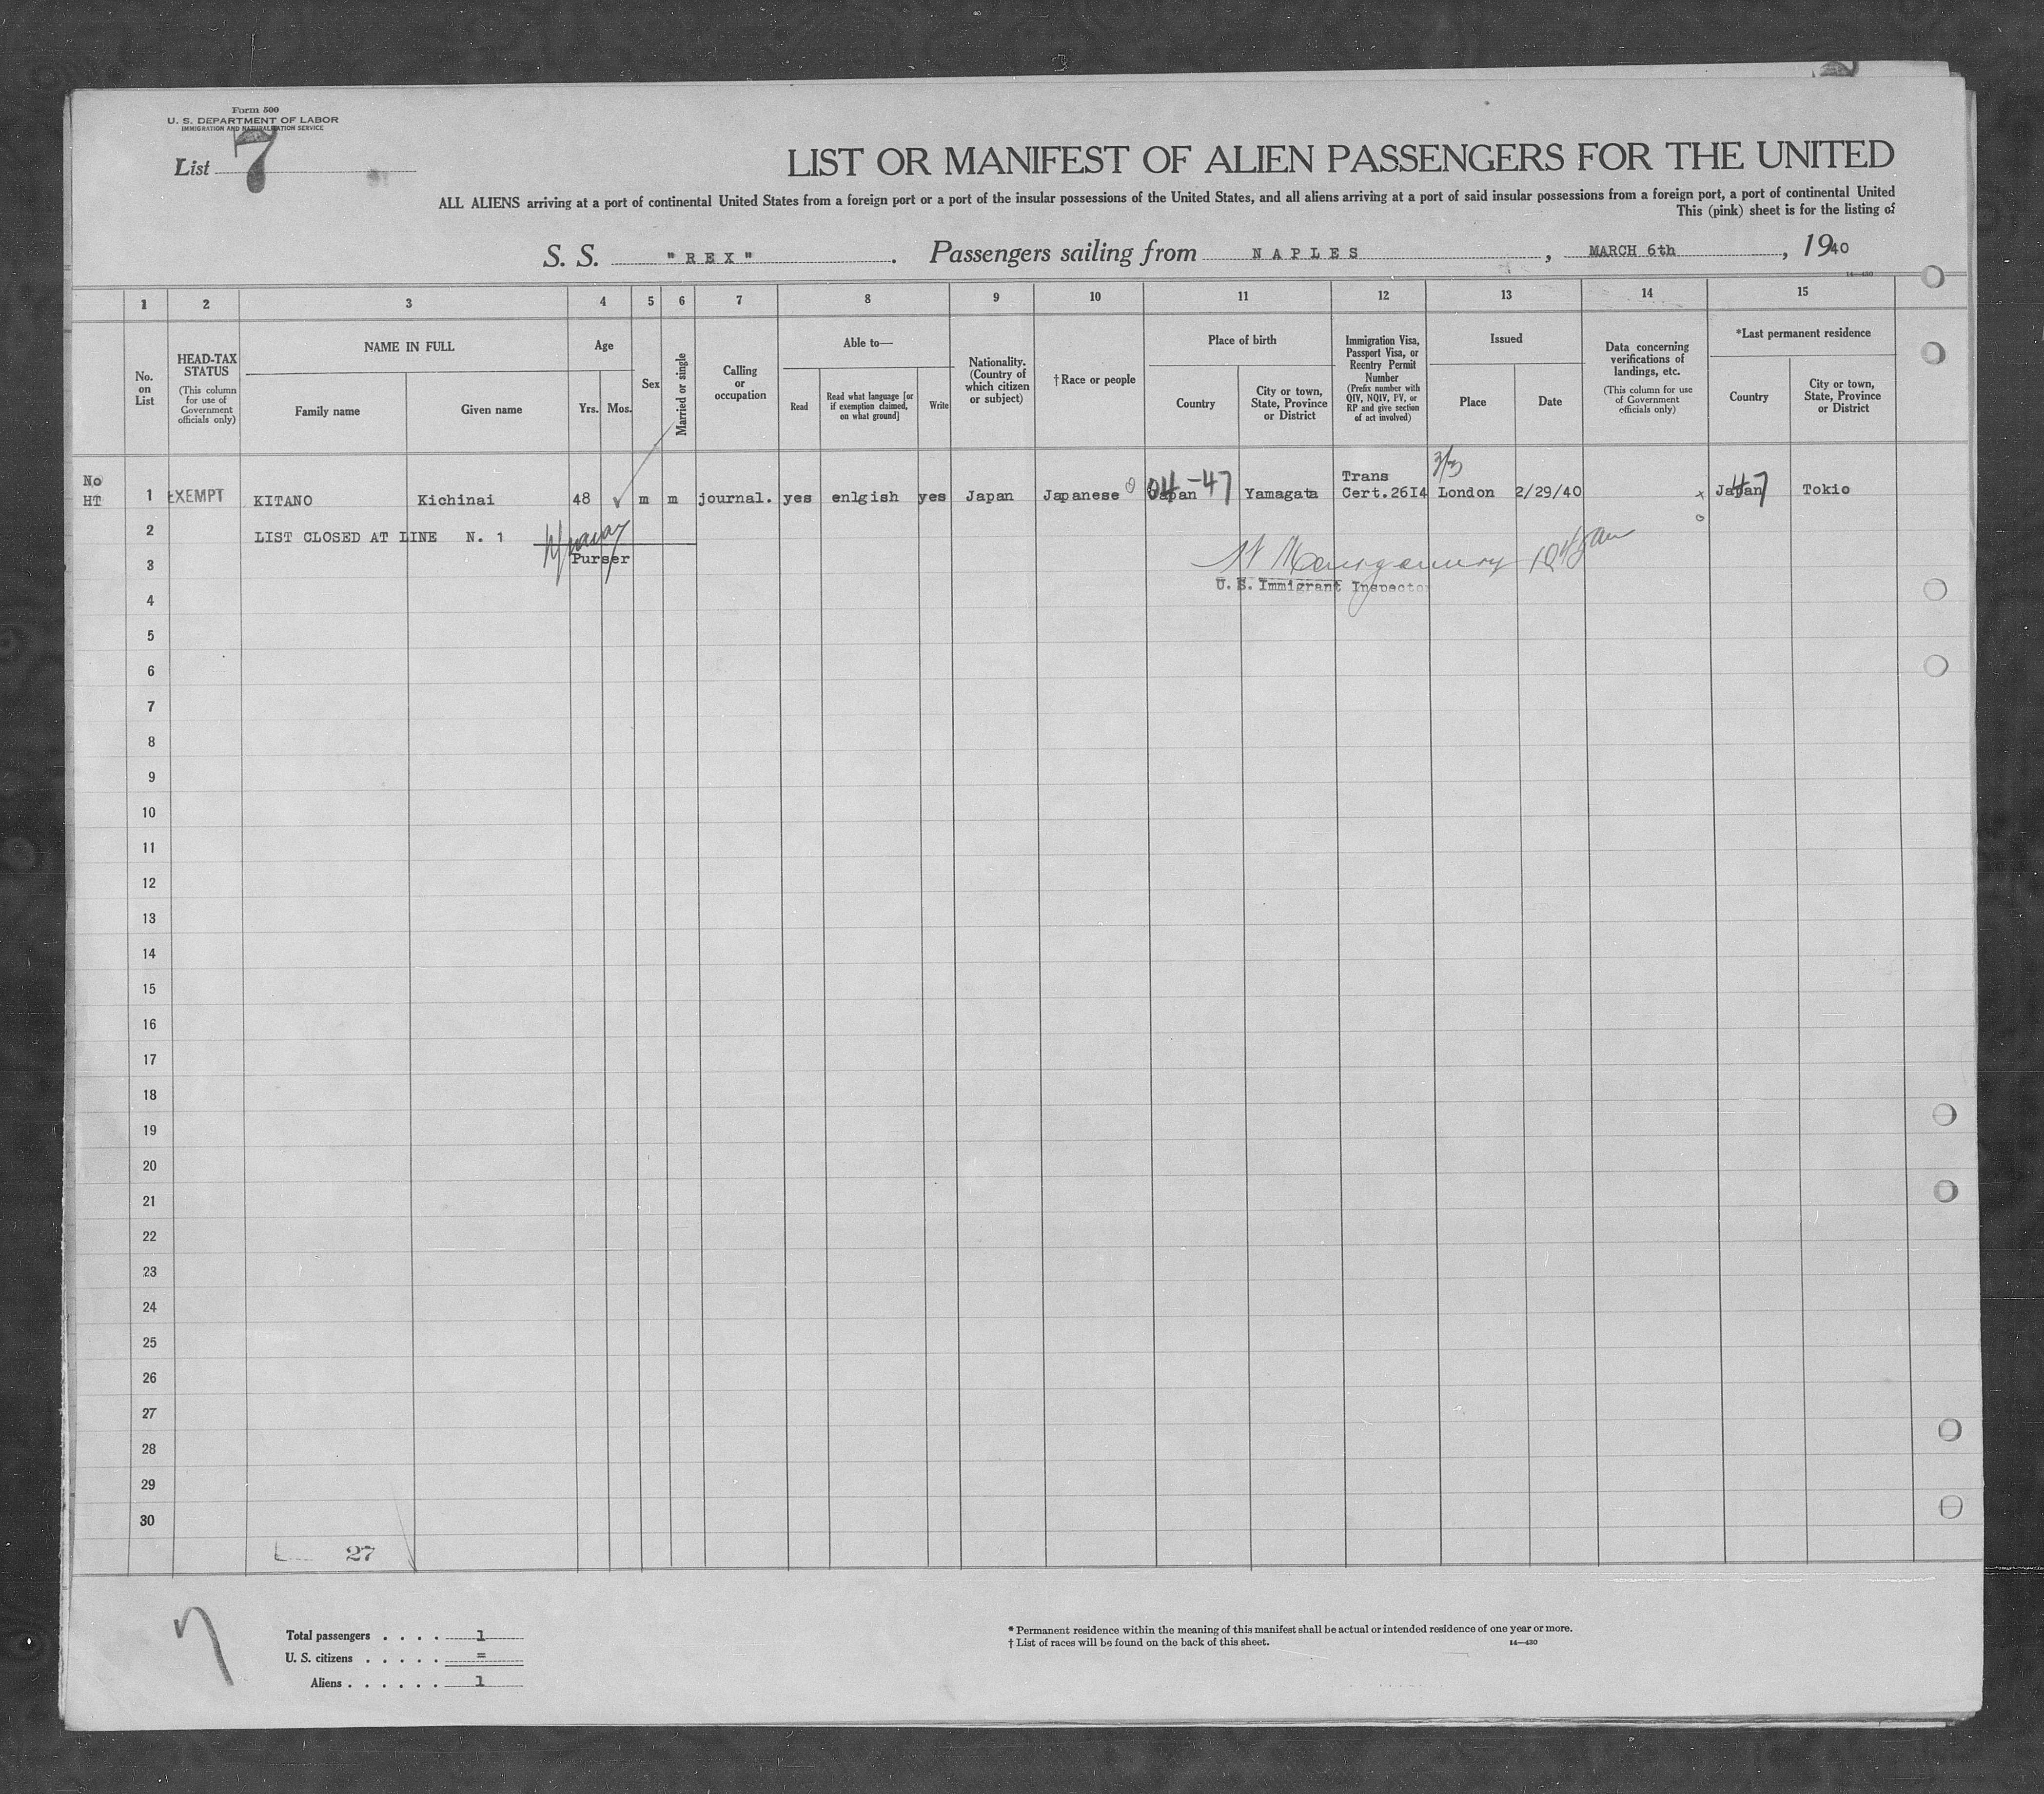 Form 500
U. S. DEPARTMENT OF LABOR
IMMIGRATION AND NATURALIZATION SERVICE
List 7
LIST OR MANIFEST OF ALIEN PASSENGERS FOR THE UNITED
ALL ALIENS arriving at a port of continental United States from a foreign port or a port of the insular possessions of the United States, and all aliens arriving at a port of said insular possessions from a foreign port, a port of continental United
This (pink) sheet is for the listing of
S. S. "REX" . Passengers sailing from NAPLES , MARCH 6th , 1940
14—430
1 2 3 4 5 6 7 8 9 10 11 12 13 14 15
No. on List
HEAD-TAX STATUS
(This column for use of Government officials only)
NAME IN FULL
Family name
Given name
Age
Yrs.
Mos.
Sex
Married or single
Calling or occupation
Able to—
Read
Read what language [or if exemption claimed, on what ground]
Write
Nationality. (Country of which citizen or subject)
†Race or people
Place of birth
Country
City or town, State, Province or District
Immigration Visa, Passport Visa, or Reentry Permit Number
(Prefix number with QIV, NQIV, PV, or RP and give section of act involved)
Issued
Place
Date
Data concerning verifications of landings, etc.
(This column for use of Government officials only)
*Last permanent residence
Country
City or town, State, Province or District
No HT 1 EXEMPT KITANO Kichinai 48 ✓ m m journal. yes enlgish yes Japan Japanese Japan 04-47 Yamagata Trans Cert.26I4 London 2/29/40 x Japan 47 Tokio
2 LIST CLOSED AT LINE N. 1
Purser
3
U. S. Immigrant Inspector
4
5
6
7
8
9
10
11
12
13
14
15
16
17
18
19
20
21
22
23
24
25
26
27
28
29
30
27
7
Total passengers . . . . 1
U. S. citizens . . . . . =
Aliens . . . . . . 1
* Permanent residence within the meaning of this manifest shall be actual or intended residence of one year or more.
† List of races will be found on the back of this sheet.
14—430